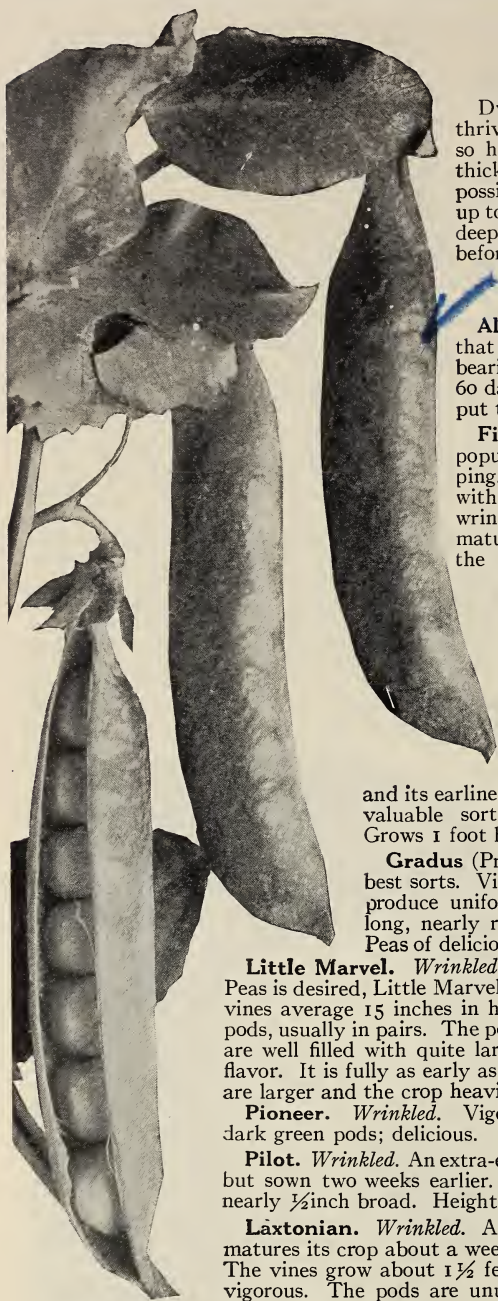 thriv
so h
thick
possi
up to
deep
befor
Al
that
beari
60 da
put t
Fi
popu
ping.
with
wrin
matu
the
and its earline
valuable sort
Grows 1 foot h
Gradus (Pr
best sorts. Vi
produce unifo
long, nearly r
Peas of delicio
Little Marvel. Wrinkled
Peas is desired, Little Marvel
vines average 15 inches in h
pods, usually in pairs. The po
are well filled with quite lar
flavor. It is fully as early as
are larger and the crop heavi
Pioneer. Wrinkled. Vigo
dark green pods; delicious.
Pilot. Wrinkled. An extra-e
but sown two weeks earlier.
nearly ½inch broad. Height
Laxtonian. Wrinkled. A
matures its crop about a wee
The vines grow about 1½ fe
vigorous. The pods are unu